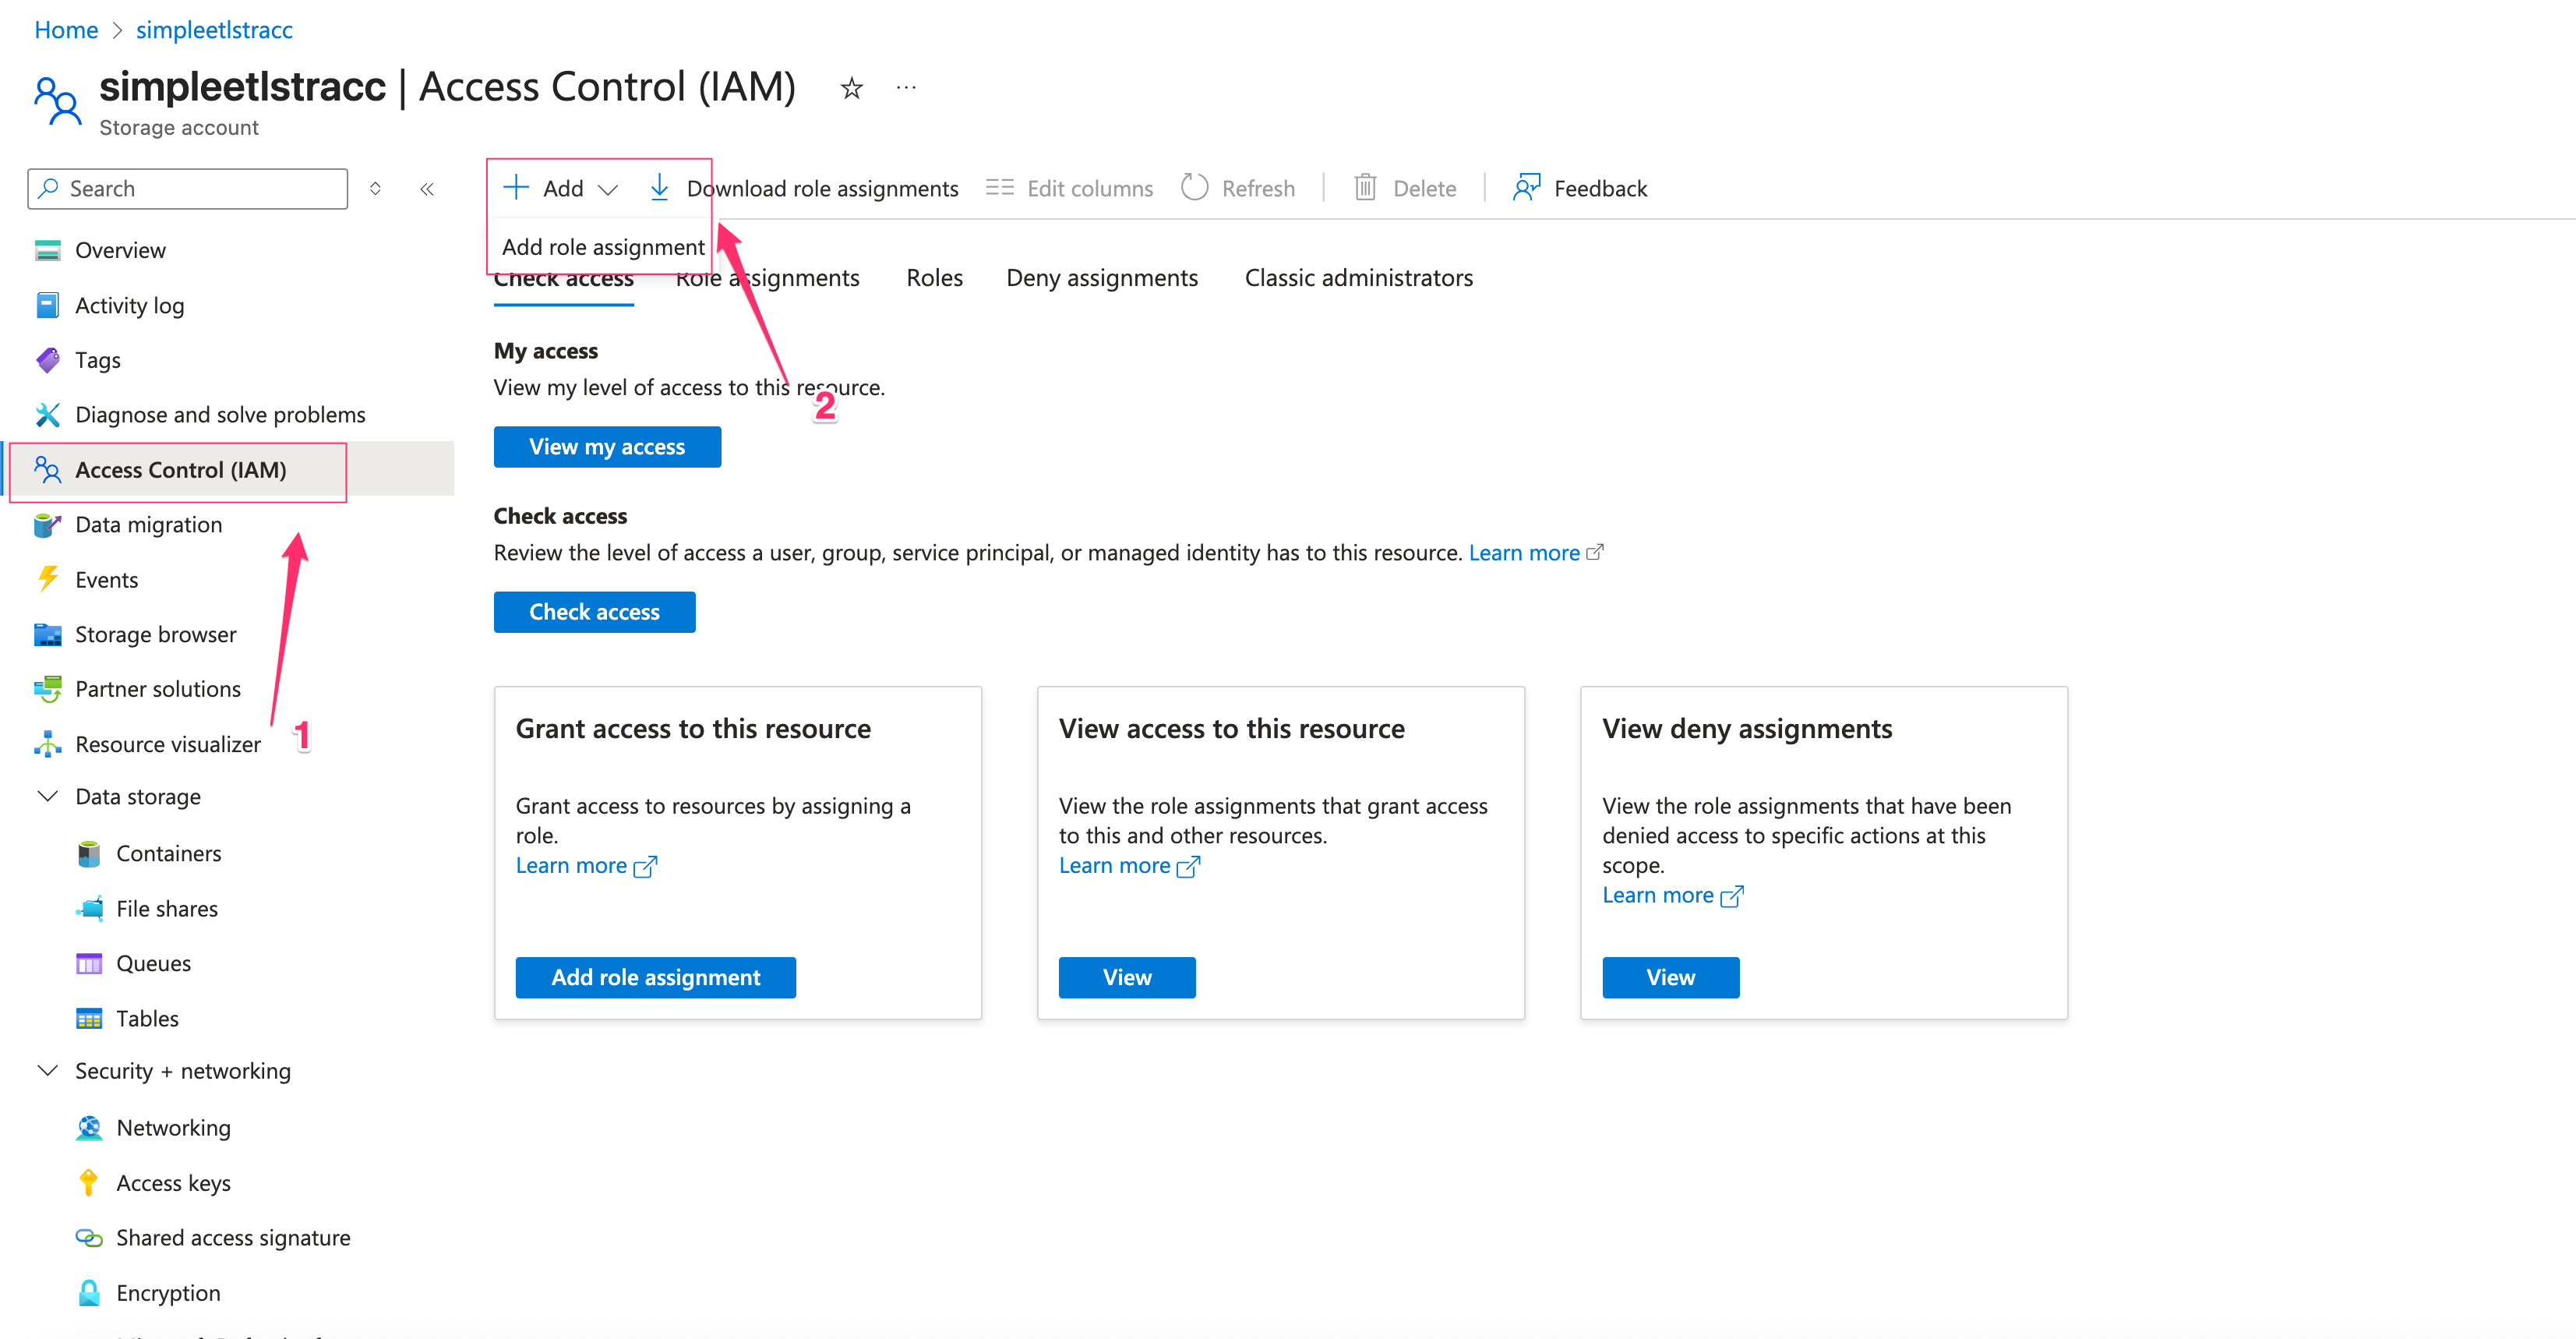 Home > simpleetlstracc
simpleetlstracc | Access Control (IAM)
Storage account
Search
Add
Download role assignments
Edit columns
Refresh
Delete
Feedback
Add role assignment
Overview
Activity log
Tags
Diagnose and solve problems
Access Control (IAM)
Data migration
Events
Storage browser
Partner solutions
Resource visualizer
1
Data storage
Containers
File shares
Queues
Tables
Security + networking
Networking
Access keys
Shared access signature
Encryption
Check access
Role assignments
Roles
Deny assignments
Classic administrators
My access
View my level of access to this resource.
2
View my access
Check access
Review the level of access a user, group, service principal, or managed identity has to this resource. Learn more
Check access
Grant access to this resource
Grant access to resources by assigning a
role.
Learn more
Add role assignment
View access to this resource
View the role assignments that grant access
to this and other resources.
Learn more
View
View deny assignments
View the role assignments that have been
denied access to specific actions at this
scope.
Learn more
View